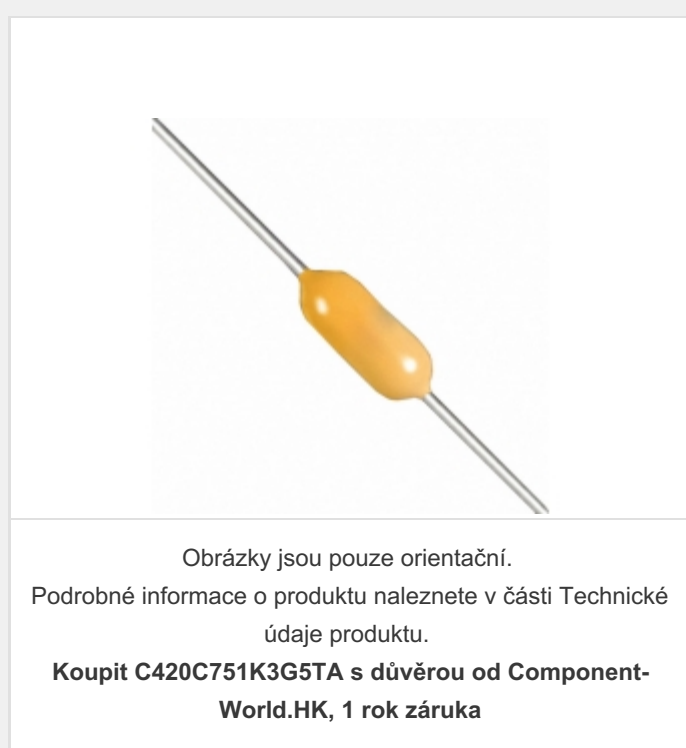 Obrázky jsou pouze orientační.
Podrobné informace o produktu naleznete v části Technické
údaje produktu.
Koupit C420C751K3G5TA s důvěrou od Component-
World.HK, 1 rok záruka